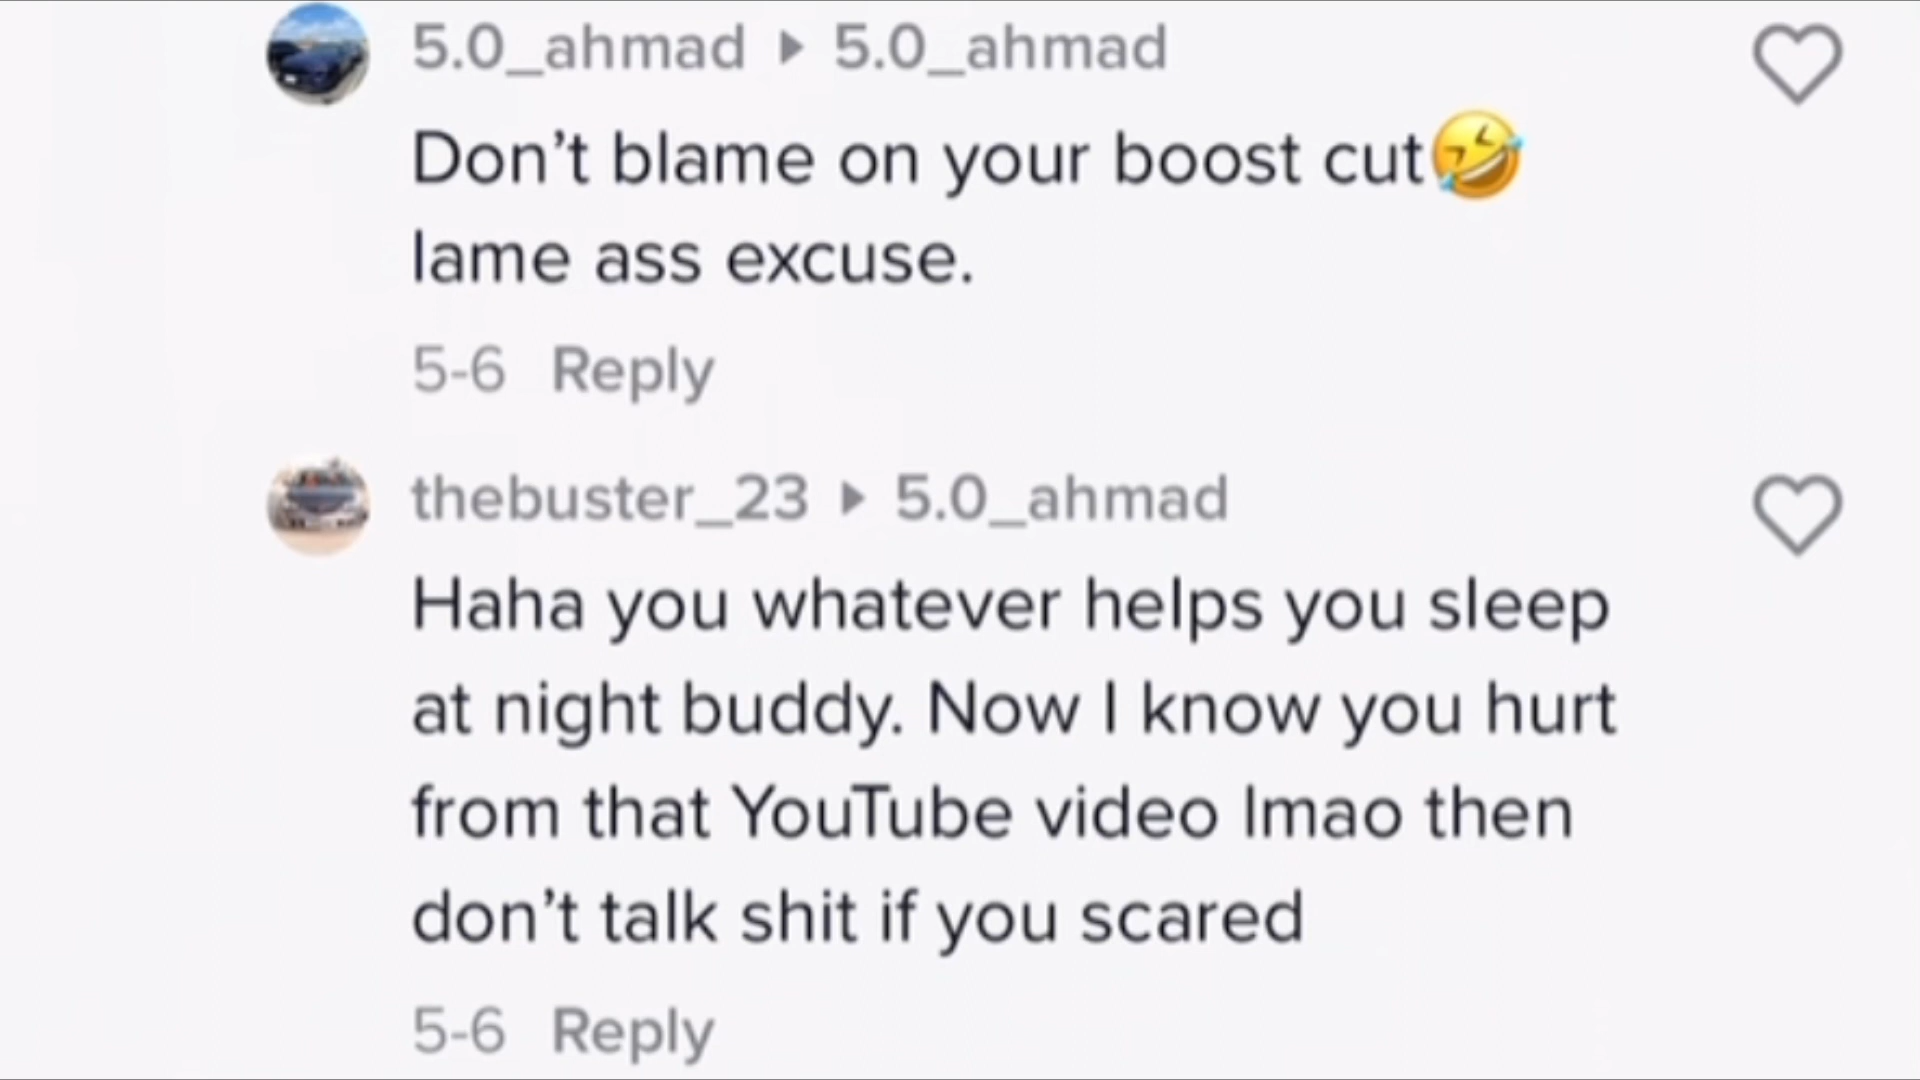 5.0_ahmad ▸ 5.0_ahmad
Don't blame on your boost cut🤣
lame ass excuse.
5-6 Reply
thebuster_23 ▸ 5.0_ahmad
Haha you whatever helps you sleep
at night buddy. Now I know you hurt
from that YouTube video lmao then
don't talk shit if you scared
5-6 Reply